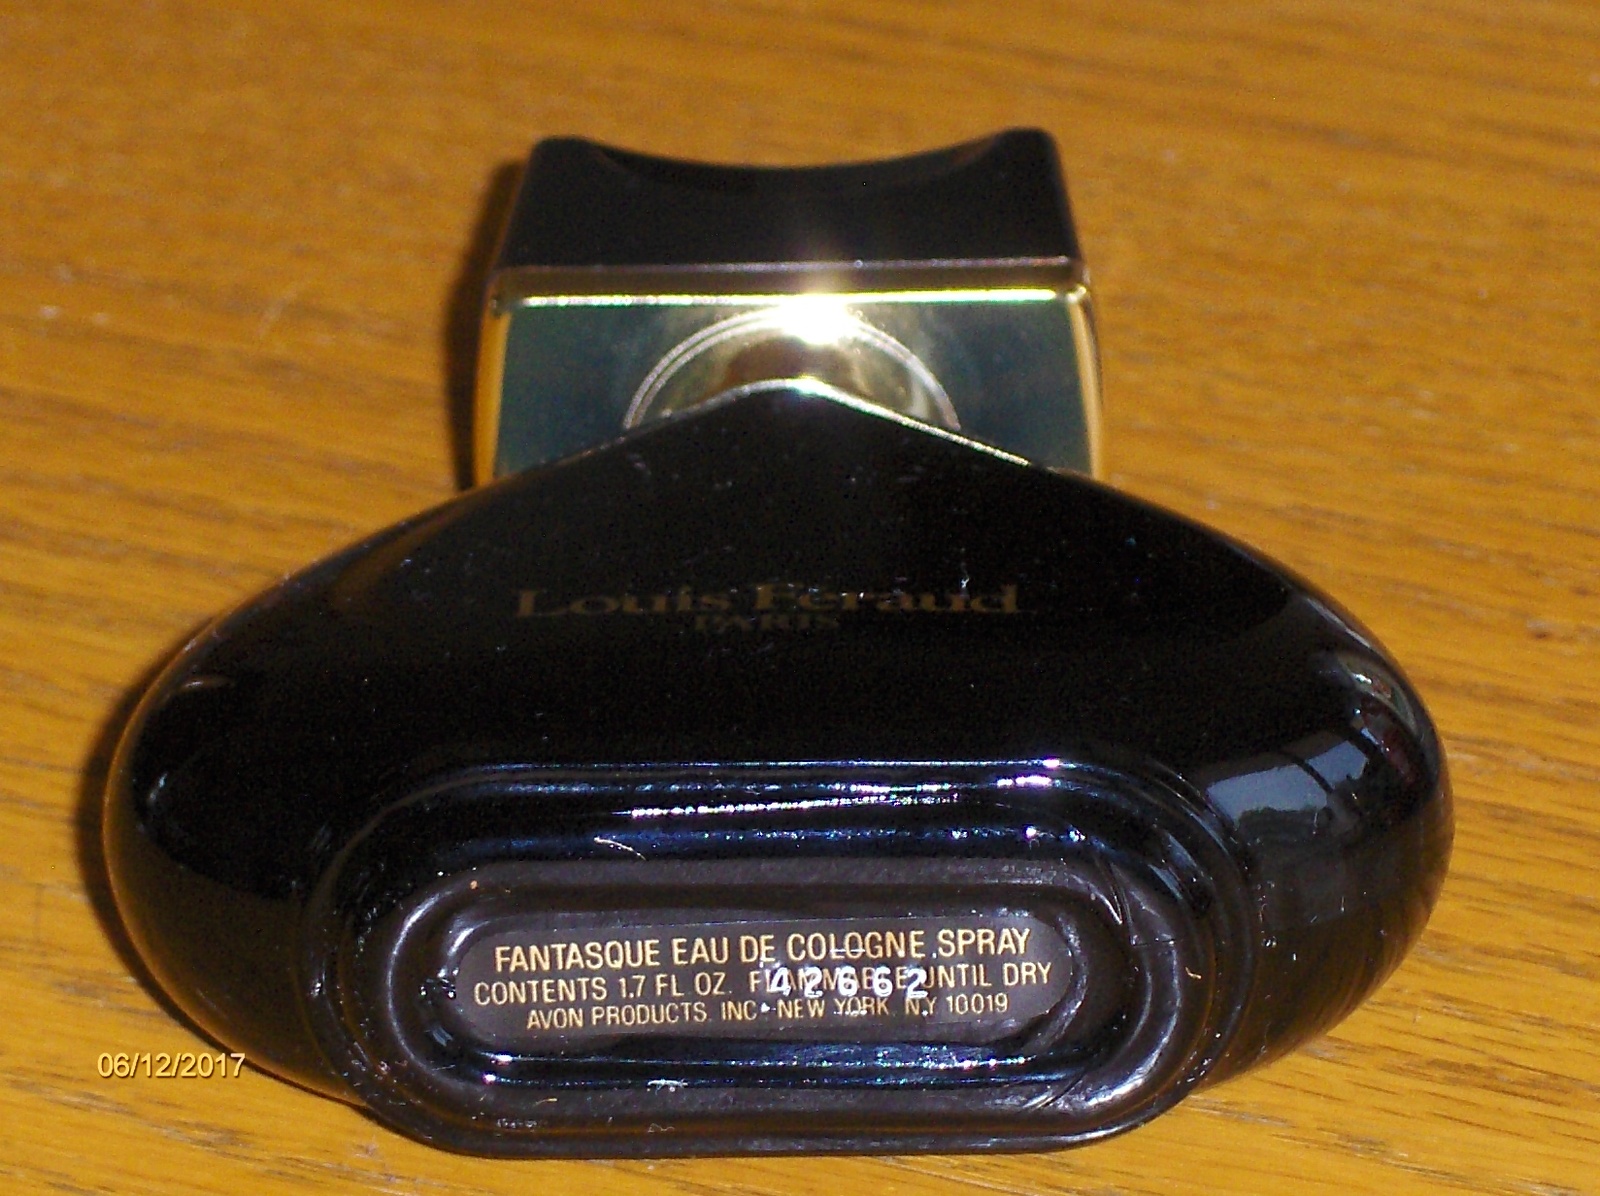 Louis Feraud
PARIS
FANTASQUE EAU DE COLOGNE SPRAY
CONTENTS 1.7 FL OZ. FLAMMABLE UNTIL DRY
42662
AVON PRODUCTS. INC. NEW YORK N.Y 10019
06/12/2017